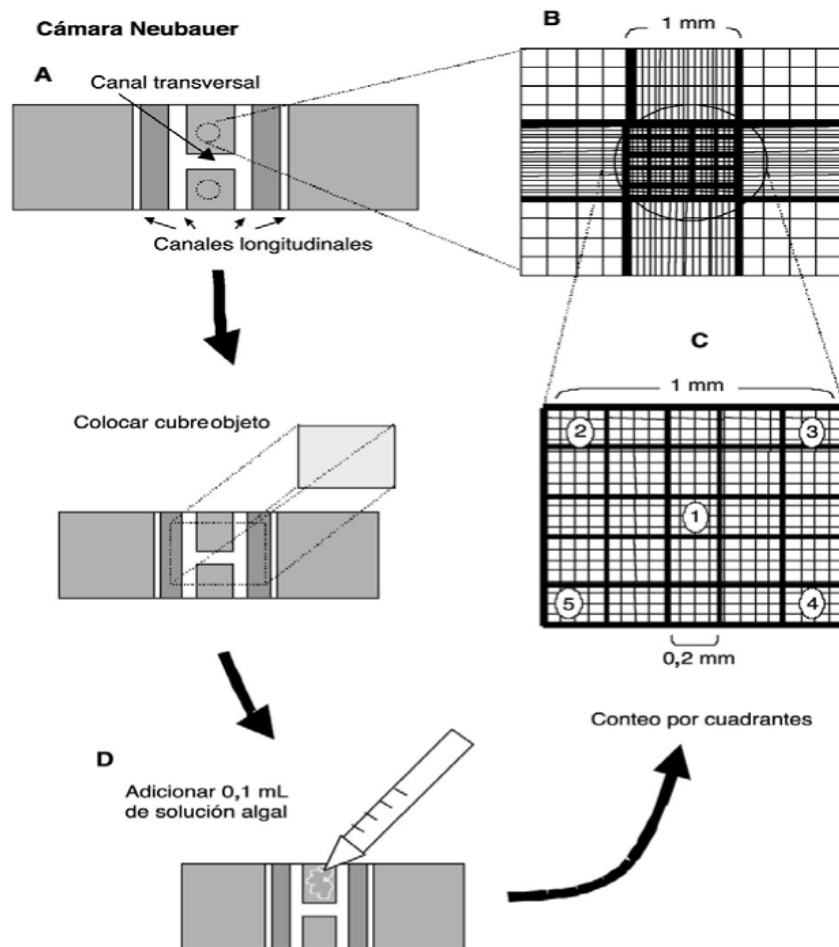 Cámara Neubauer
A
Canal transversal
Canales longitudinales
B
1 mm
C
1 mm
2
3
1
5
4
0,2 mm
Colocar cubreobjeto
Conteo por cuadrantes
D
Adicionar 0,1 mL
de solución algal